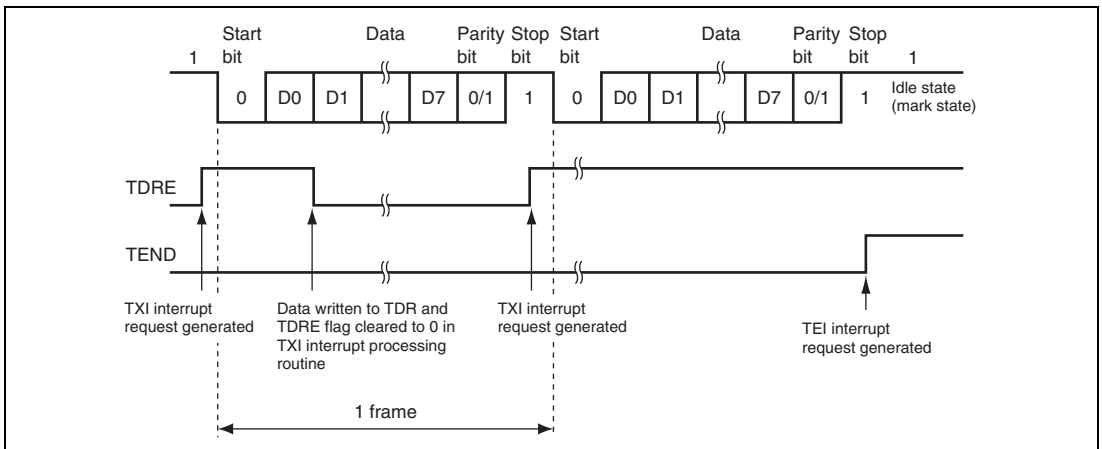 Start bit Data Parity bit Stop bit Start bit Data Parity bit Stop bit
1 1
0 D0 D1 D7 0/1 1 0 D0 D1 D7 0/1 1 Idle state (mark state)
TDRE
TEND
TXI interrupt request generated
Data written to TDR and TDRE flag cleared to 0 in TXI interrupt processing routine
TXI interrupt request generated
TEI interrupt request generated
1 frame